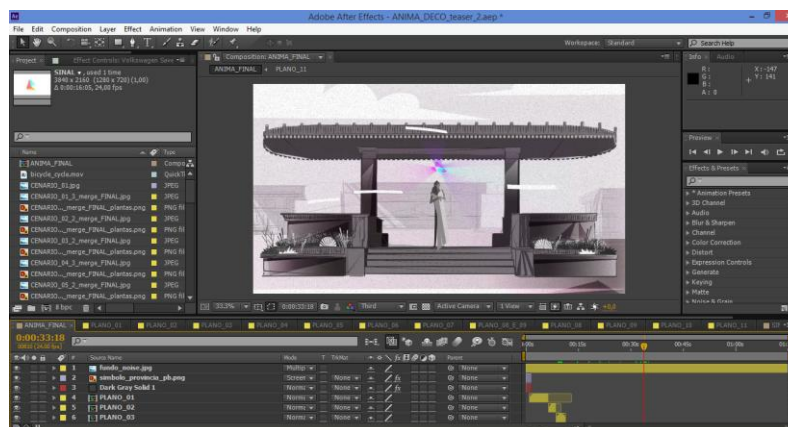 Adobe After Effects - ANIMA_DECO_teaser_2.aep *
File Edit Composition Layer Effect Animation View Window Help
Workspace: Standard
Search Help
Project
Effect Controls: Volkswagen
Composition: ANIMA_FINAL
Info
Audio
SINAL, used 1 time
3840 x 2160 (1280 x 720) (1,00)
Δ 0:00:16:05, 24,00 fps
ANIMA_FINAL
PLANO_11
R:
G:
B:
A: 0
X: -147
Y: 141
Preview
Effects & Presets
* Animation Presets
3D Channel
Audio
Blur & Sharpen
Channel
Color Correction
Distort
Expression Controls
Generate
Keying
Matte
Noise & Grain
Name
Type
ANIMA_FINAL
Compo
bicycle_cycle.mov
QuickT
CENARIO_01.jpg
JPEG
CENARIO_01_3_merge_FINAL.jpg
JPEG
CENARIO_..._merge_FINAL_plantas.png
PNG fil
CENARIO_02_2_merge_FINAL.jpg
JPEG
CENARIO_..._merge_FINAL_plantas.png
PNG fil
CENARIO_03_2_merge_FINAL.jpg
JPEG
CENARIO_..._merge_FINAL_plantas.png
PNG fil
CENARIO_04_3_merge_FINAL.jpg
JPEG
CENARIO_..._merge_FINAL_plantas.png
PNG fil
CENARIO_05_2_merge_FINAL.jpg
JPEG
CENARIO_..._merge_FINAL_plantas.png
PNG fil
8 bpc
33,3%
0:00:33:18
Third
Active Camera
1 View
+0,0
ANIMA_FINAL
PLANO_01
PLANO_02
PLANO_04
PLANO_05
PLANO_06
PLANO_07
PLANO_08
PLANO_09
PLANO_10
PLANO_11
0:00:33:18
00:15s
00:30s
00:45s
01:00s
Source Name
Mode
T
TrkMat
Parent
1
fundo_noise.jpg
Multip
None
2
simbolo_provincia_pb.png
Screen
None
None
3
Dark Gray Solid 1
Norma
None
None
4
PLANO_01
Norma
None
None
5
PLANO_02
Norma
None
None
6
PLANO_03
Norma
None
None